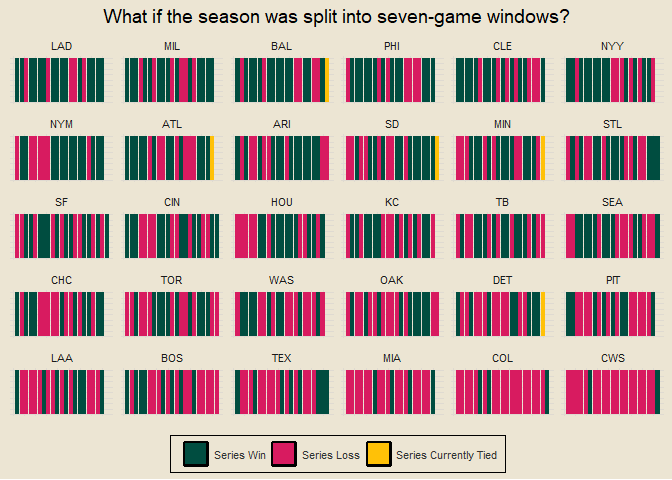 What if the season was split into seven-game windows?
LAD MIL BAL PHI CLE NYY
NYM ATL ARI SD MIN STL
SF CIN HOU KC TB SEA
CHC TOR WAS OAK DET PIT
LAA BOS TEX MIA COL CWS
Series Win Series Loss Series Currently Tied